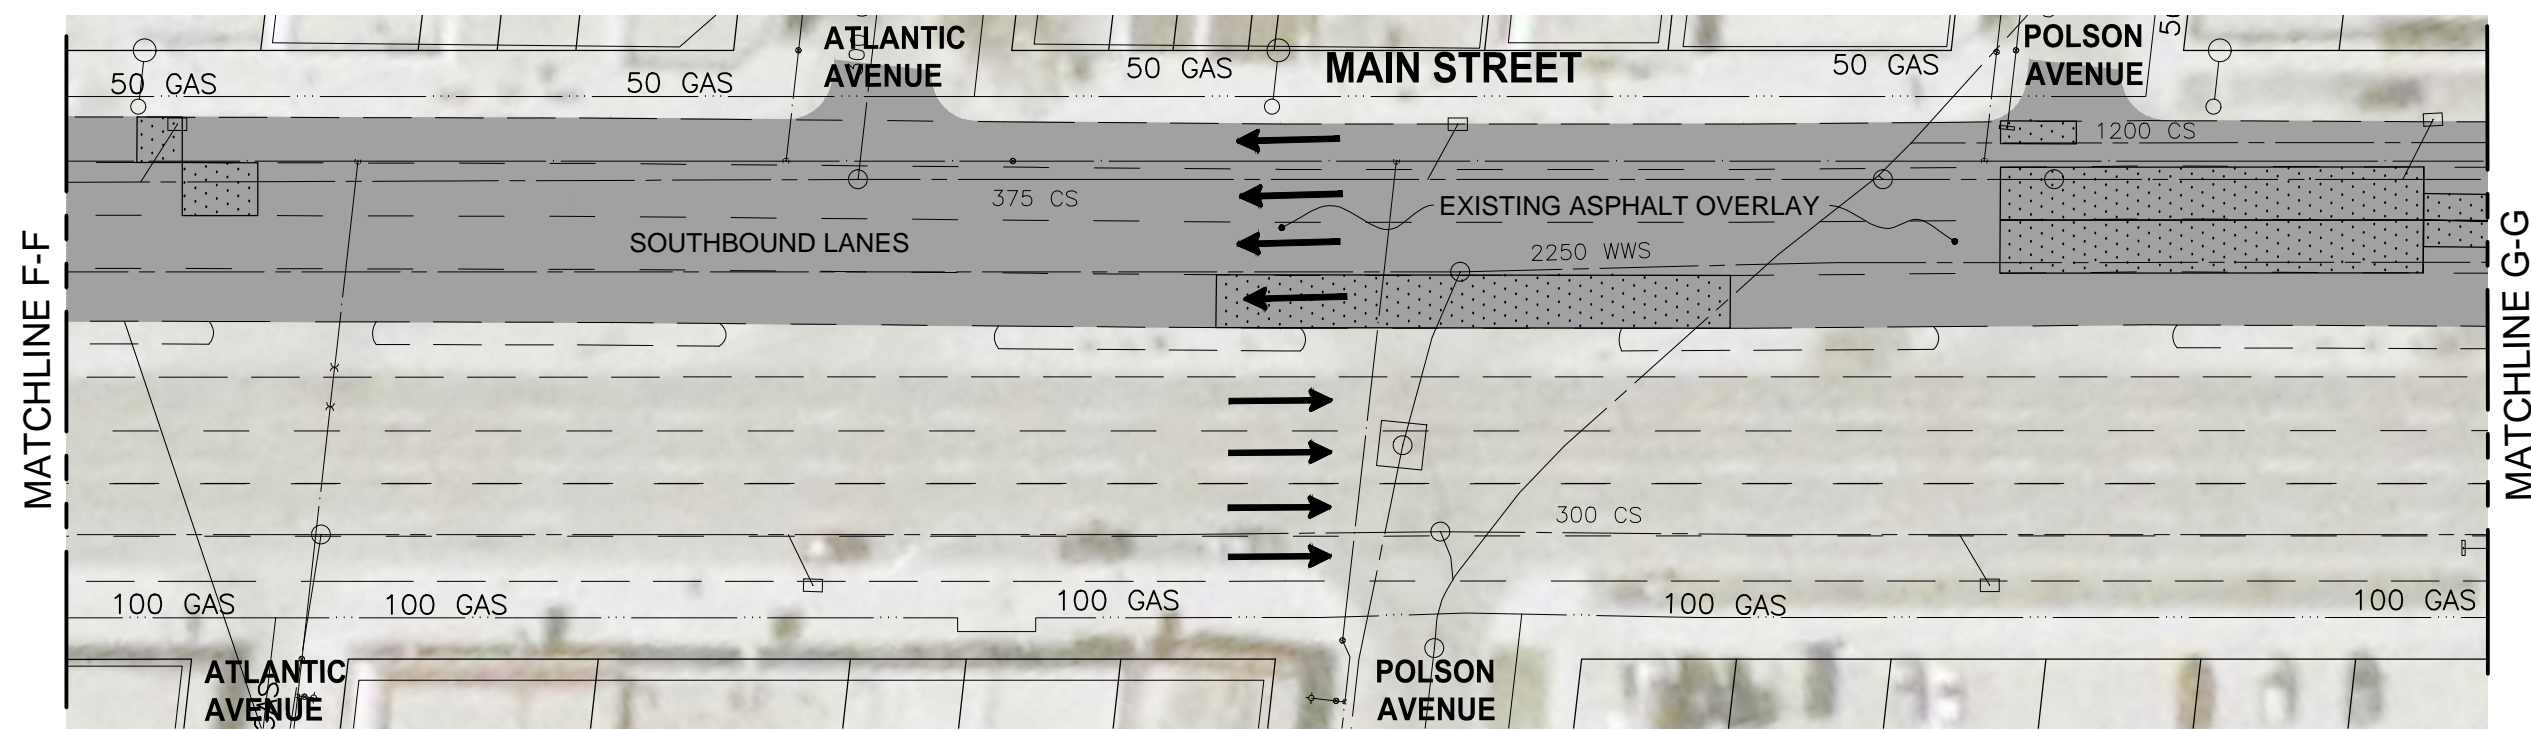 ATLANTIC
AVENUE
MAIN STREET
POLSON
AVENUE
50 GAS
50 GAS
50 GAS
50 GAS
1200 CS
375 CS
EXISTING ASPHALT OVERLAY
SOUTHBOUND LANES
2250 WWS
MATCHLINE F-F
MATCHLINE G-G
300 CS
100 GAS
100 GAS
100 GAS
100 GAS
100 GAS
ATLANTIC
AVENUE
GAS
POLSON
AVENUE